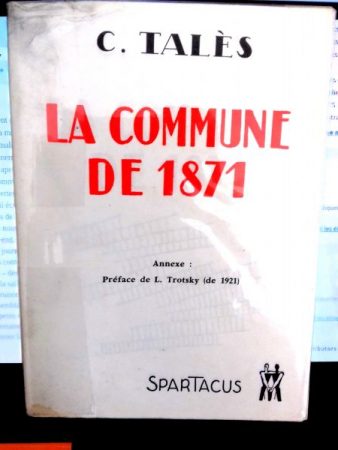 C. TALÈS
LA COMMUNE
DE 1871
Annexe :
Préface de L. Trotsky (de 1921)
SPARTACUS